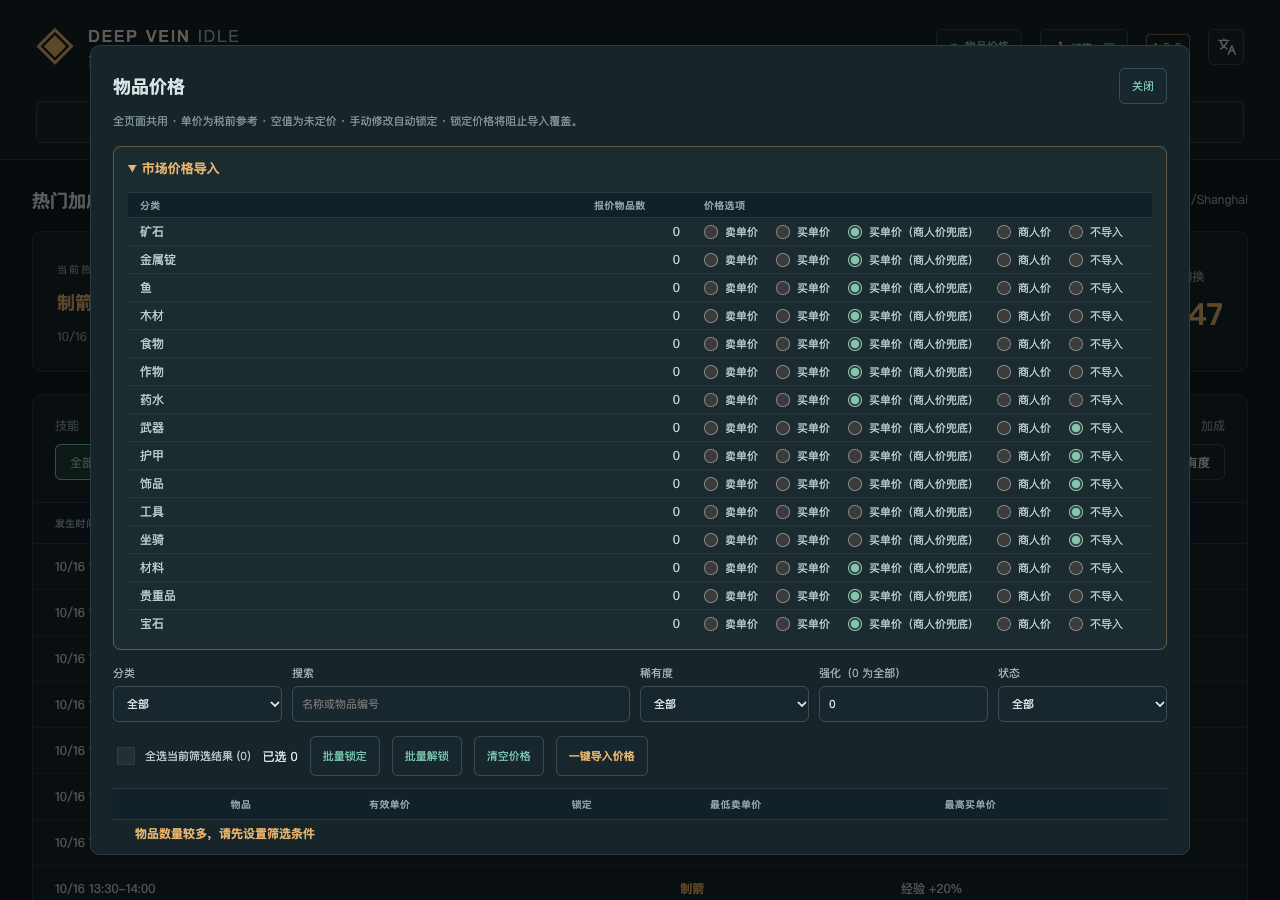 DEEP VEIN IDLE
物品价格
关闭
全页面共用 · 单价为税前参考 · 空值为未定价 · 手动修改自动锁定 · 锁定价格将阻止导入覆盖。
▼ 市场价格导入
分类 报价物品数 价格选项
矿石 0 卖单价 买单价 买单价（商人价兜底） 商人价 不导入
金属锭 0 卖单价 买单价 买单价（商人价兜底） 商人价 不导入
鱼 0 卖单价 买单价 买单价（商人价兜底） 商人价 不导入
木材 0 卖单价 买单价 买单价（商人价兜底） 商人价 不导入
食物 0 卖单价 买单价 买单价（商人价兜底） 商人价 不导入
作物 0 卖单价 买单价 买单价（商人价兜底） 商人价 不导入
药水 0 卖单价 买单价 买单价（商人价兜底） 商人价 不导入
武器 0 卖单价 买单价 买单价（商人价兜底） 商人价 不导入
护甲 0 卖单价 买单价 买单价（商人价兜底） 商人价 不导入
饰品 0 卖单价 买单价 买单价（商人价兜底） 商人价 不导入
工具 0 卖单价 买单价 买单价（商人价兜底） 商人价 不导入
坐骑 0 卖单价 买单价 买单价（商人价兜底） 商人价 不导入
材料 0 卖单价 买单价 买单价（商人价兜底） 商人价 不导入
贵重品 0 卖单价 买单价 买单价（商人价兜底） 商人价 不导入
宝石 0 卖单价 买单价 买单价（商人价兜底） 商人价 不导入
分类 搜索 稀有度 强化（0 为全部） 状态
全部 名称或物品编号 全部 0 全部
全选当前筛选结果 (0) 已选 0 批量锁定 批量解锁 清空价格 一键导入价格
物品 有效单价 锁定 最低卖单价 最高买单价
物品数量较多，请先设置筛选条件
热门加
/Shanghai
当前热
制箭
10/16
换
47
技能
加成
全部
有度
发生时间
10/16
10/16
10/16
10/16
10/16
10/16
10/16
10/16 13:30–14:00 制箭 经验 +20%